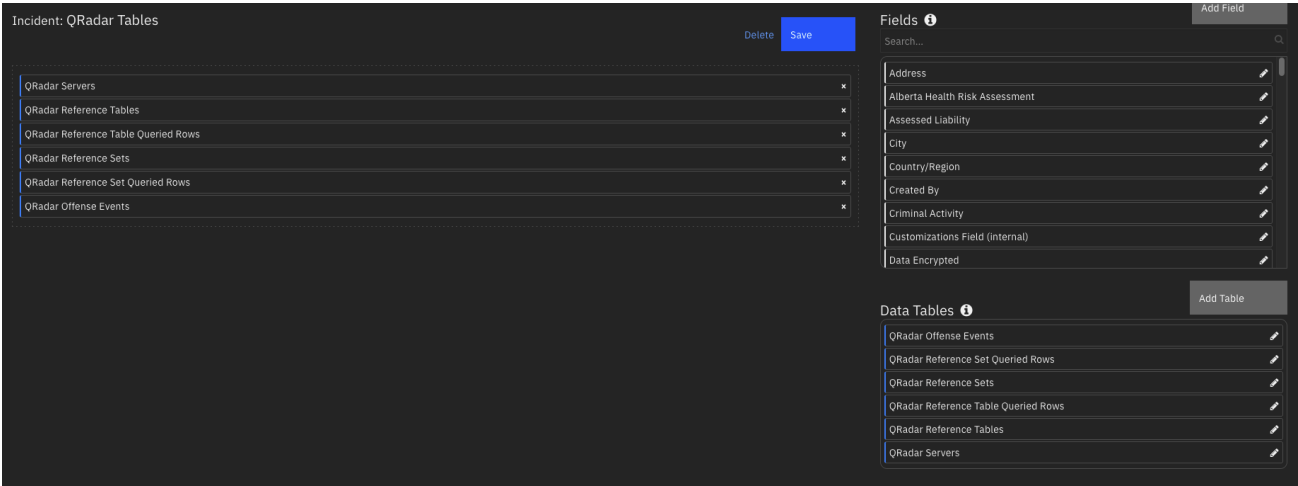 Incident: QRadar Tables
Delete
Save
QRadar Servers
QRadar Reference Tables
QRadar Reference Table Queried Rows
QRadar Reference Sets
QRadar Reference Set Queried Rows
QRadar Offense Events
Add Field
Fields
Search...
Address
Alberta Health Risk Assessment
Assessed Liability
City
Country/Region
Created By
Criminal Activity
Customizations Field (internal)
Data Encrypted
Add Table
Data Tables
QRadar Offense Events
QRadar Reference Set Queried Rows
QRadar Reference Sets
QRadar Reference Table Queried Rows
QRadar Reference Tables
QRadar Servers